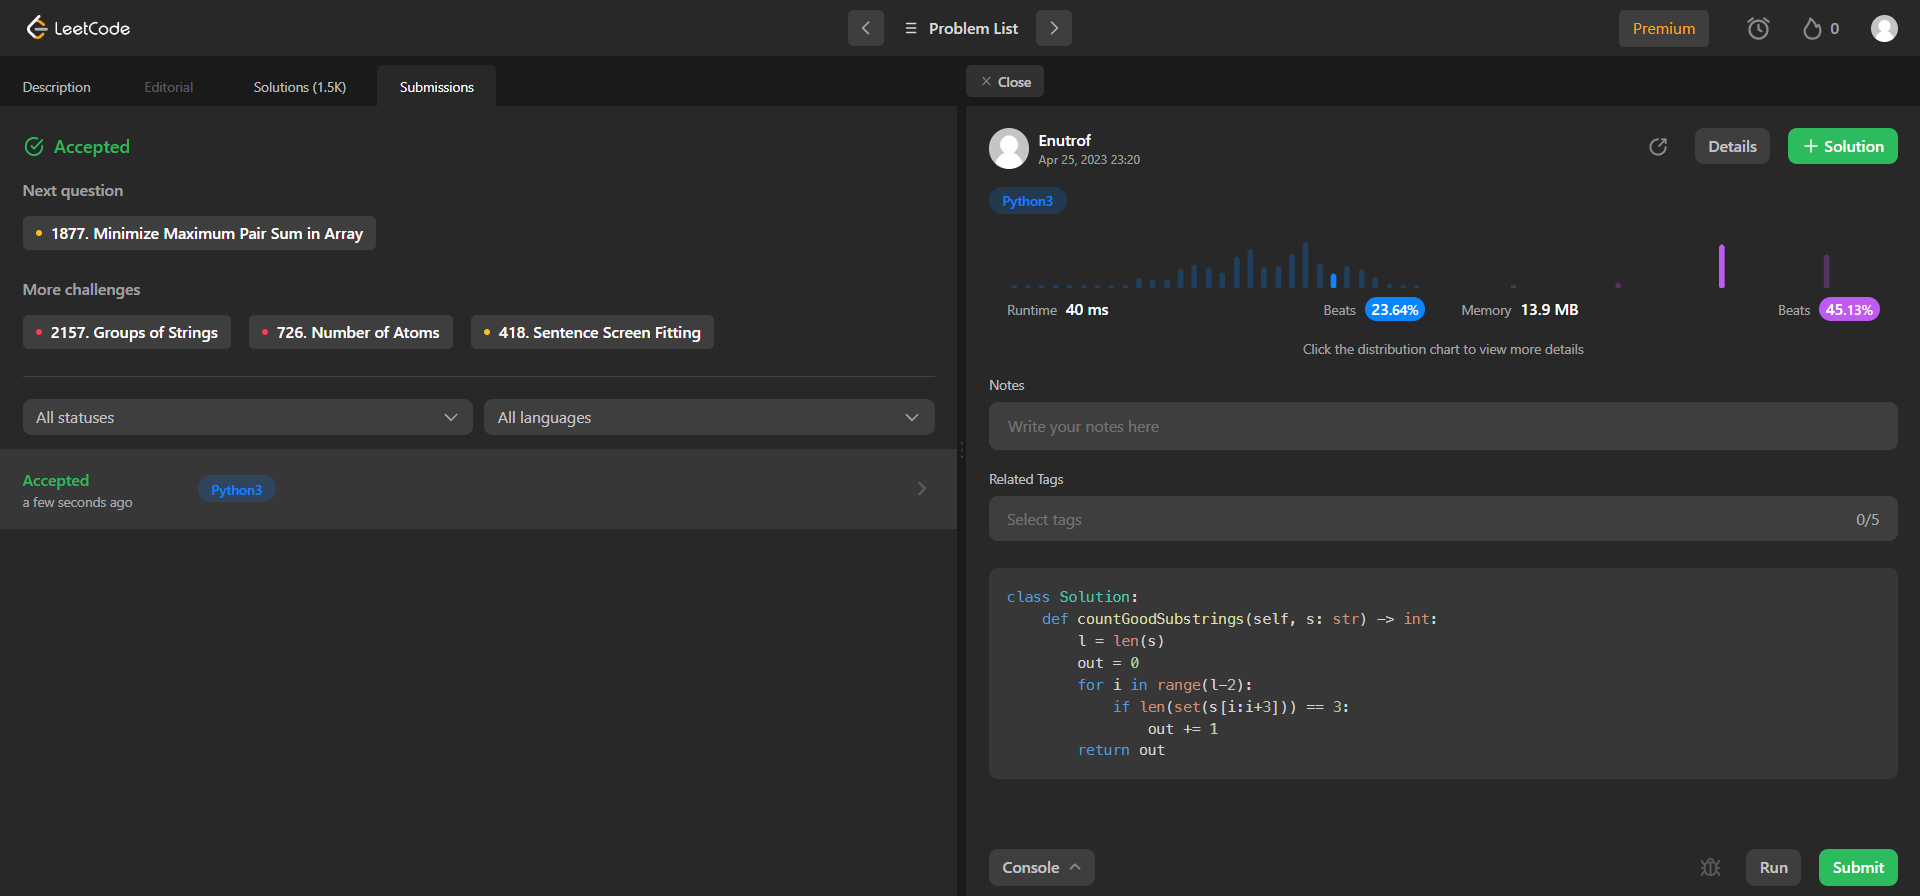 LeetCode
Problem List
Premium
0
Description
Editorial
Solutions (1.5K)
Submissions
Accepted
Next question
1877. Minimize Maximum Pair Sum in Array
More challenges
2157. Groups of Strings
726. Number of Atoms
418. Sentence Screen Fitting
All statuses
All languages
Accepted
a few seconds ago
Python3
Close
Enutrof
Apr 25, 2023 23:20
Details
+ Solution
Python3
Runtime 40 ms
Beats 23.64%
Memory 13.9 MB
Beats 45.13%
Click the distribution chart to view more details
Notes
Write your notes here
Related Tags
Select tags
0/5
class Solution:
    def countGoodSubstrings(self, s: str) -> int:
        l = len(s)
        out = 0
        for i in range(l-2):
            if len(set(s[i:i+3])) == 3:
                out += 1
        return out
Console
Run
Submit